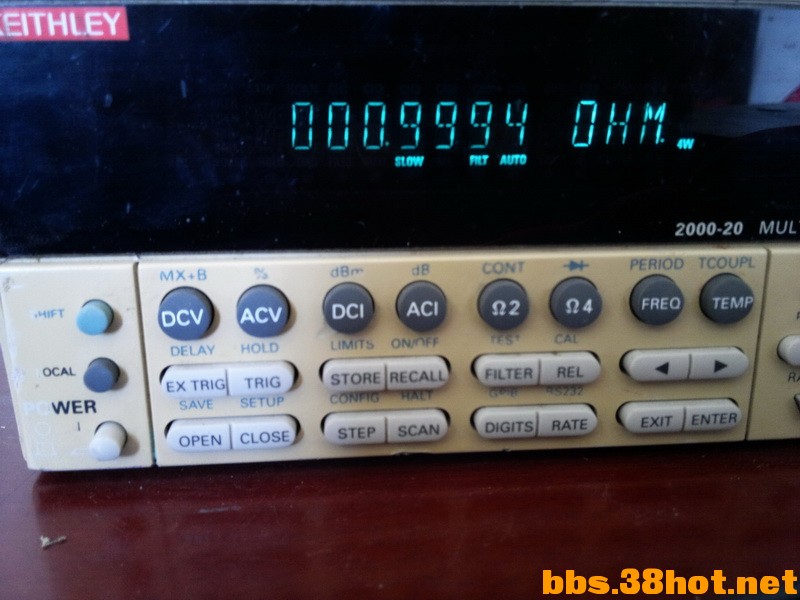 KEITHLEY
000.9994 OHM
SLOW FILT AUTO 4W
2000-20 MULT
MX+B % dBm dB CONT PERIOD TCOUPL
SHIFT DCV ACV DCI ACI Ω2 Ω4 FREQ TEMP
DELAY HOLD LIMITS ON/OFF TEST CAL
OCAL EX TRIG TRIG STORE RECALL FILTER REL ◀ ▶
POWER SAVE SETUP CONFIG HALT GPIB RS232
OPEN CLOSE STEP SCAN DIGITS RATE EXIT ENTER
bbs.38hot.net